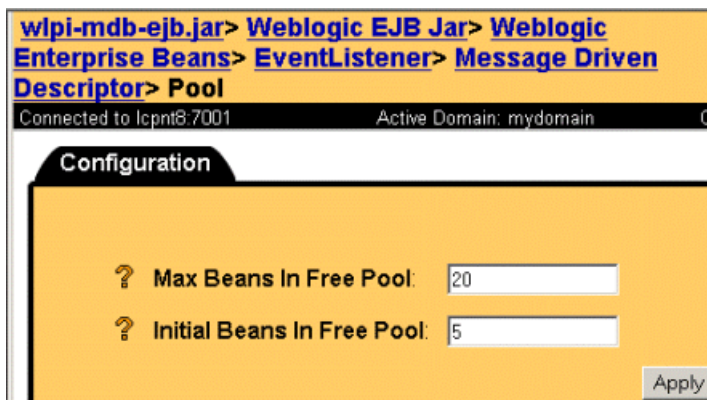 wlpi-mdb-ejb.jar> Weblogic EJB Jar> Weblogic
Enterprise Beans> EventListener> Message Driven
Descriptor> Pool
Connected to lcpnt8:7001 Active Domain: mydomain
Configuration
? Max Beans In Free Pool: 20
? Initial Beans In Free Pool: 5
Apply